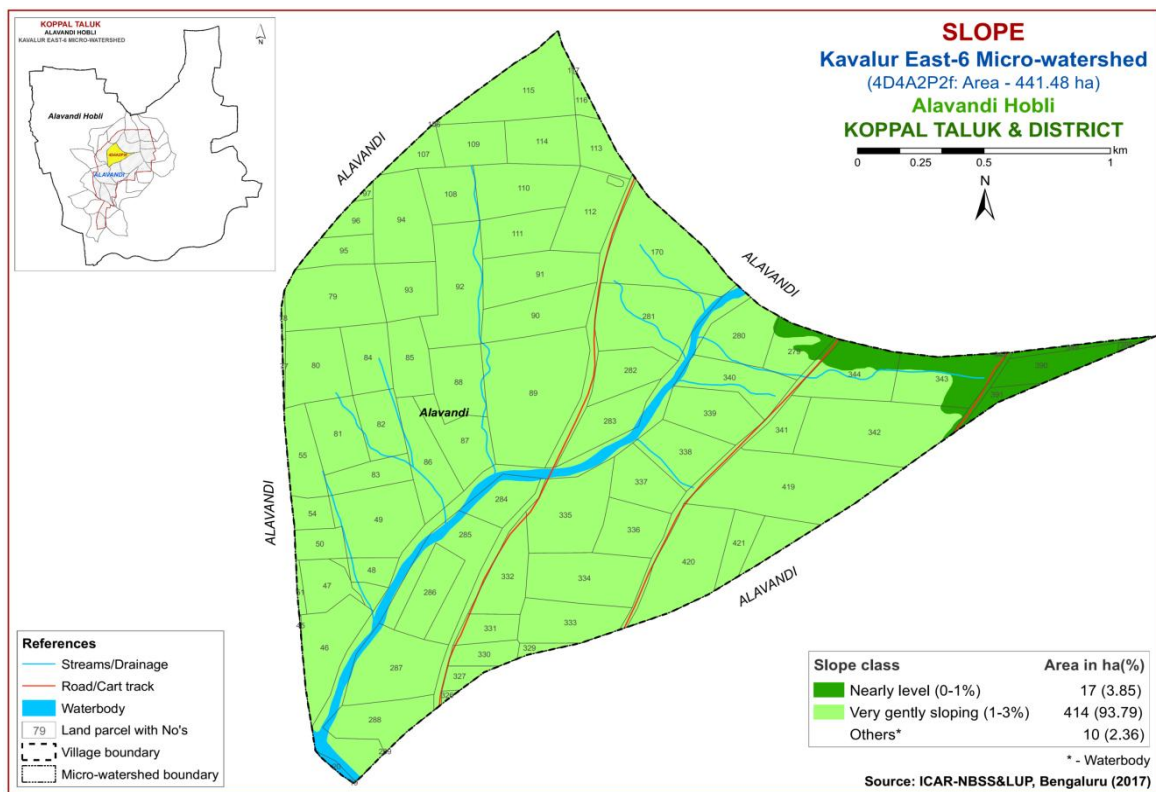 KOPPAL TALUK
ALAVANDI HOBLI
KAVALUR EAST-6 MICRO-WATERSHED
N
Alavandi Hobli
ALAVANDI
SLOPE
Kavalur East-6 Micro-watershed
(4D4A2P2f: Area - 441.48 ha)
Alavandi Hobli
KOPPAL TALUK & DISTRICT
km
0 0.25 0.5 1
N
ALAVANDI
ALAVANDI
ALAVANDI
ALAVANDI
Alavandi
115
116
109
114
113
107
108
110
112
97
94
96
111
170
95
91
93
92
79
90
281
280
279
84
85
80
282
344
343
390
88
89
340
81
82
87
283
339
341
342
55
86
338
83
337
419
54
49
284
335
336
50
285
421
48
332
420
47
286
334
331
333
46
330
329
287
327
288
References
Streams/Drainage
Road/Cart track
Waterbody
79 Land parcel with No's
Village boundary
Micro-watershed boundary
Slope class Area in ha(%)
Nearly level (0-1%) 17 (3.85)
Very gently sloping (1-3%) 414 (93.79)
Others* 10 (2.36)
* - Waterbody
Source: ICAR-NBSS&LUP, Bengaluru (2017)